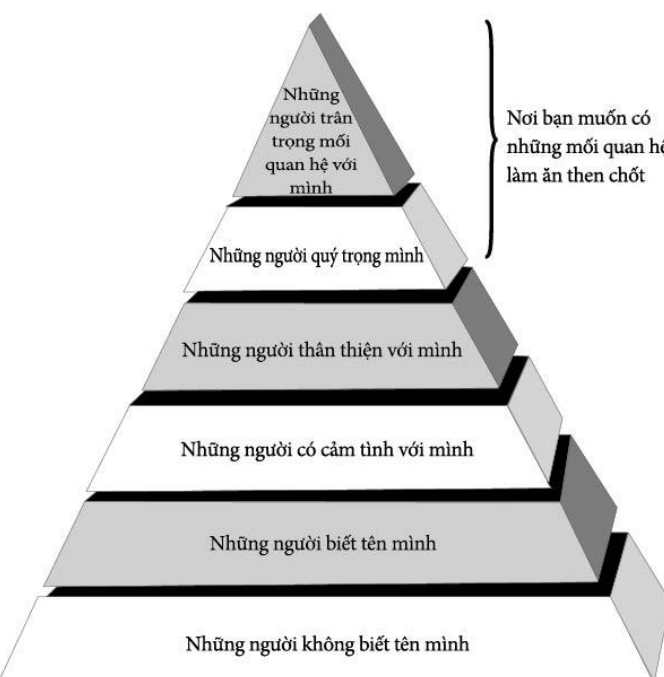 Những
người trân
trọng mối
quan hệ với
mình
Nơi bạn muốn có
những mối quan hệ
làm ăn then chốt
Những người quý trọng mình
Những người thân thiện với mình
Những người có cảm tình với mình
Những người biết tên mình
Những người không biết tên mình